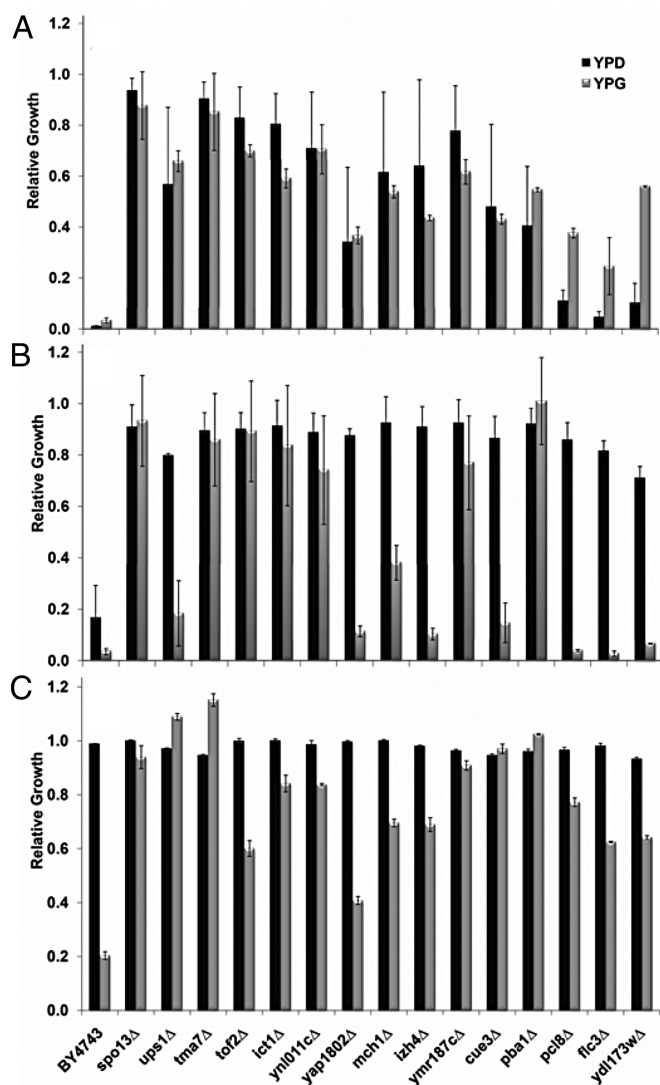 A
1.2
1.0
0.8
0.6
0.4
0.2
0.0
Relative Growth
YPD
YPG
B
1.2
1.0
0.8
0.6
0.4
0.2
0.0
Relative Growth
C
1.2
1.0
0.8
0.6
0.4
0.2
0.0
Relative Growth
BY4743
spo13Δ
ups1Δ
tma7Δ
tof2Δ
ict1Δ
ynl011cΔ
yap1802Δ
mch1Δ
izh4Δ
ymr187cΔ
cue3Δ
pba1Δ
pcl8Δ
flc3Δ
ydl173wΔ